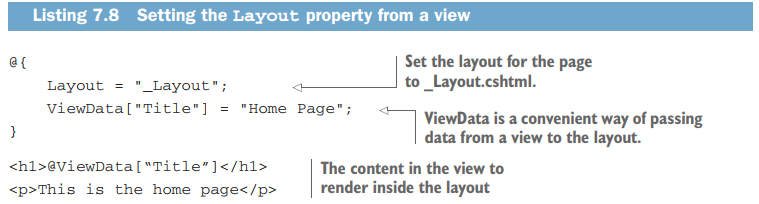 Listing 7.8 Setting the Layout property from a view
@{
Layout = "_Layout";
ViewData["Title"] = "Home Page";
}
Set the layout for the page
to _Layout.cshtml.
ViewData is a convenient way of passing
data from a view to the layout.
<h1>@ViewData[“Title”]</h1>
<p>This is the home page</p>
The content in the view to
render inside the layout